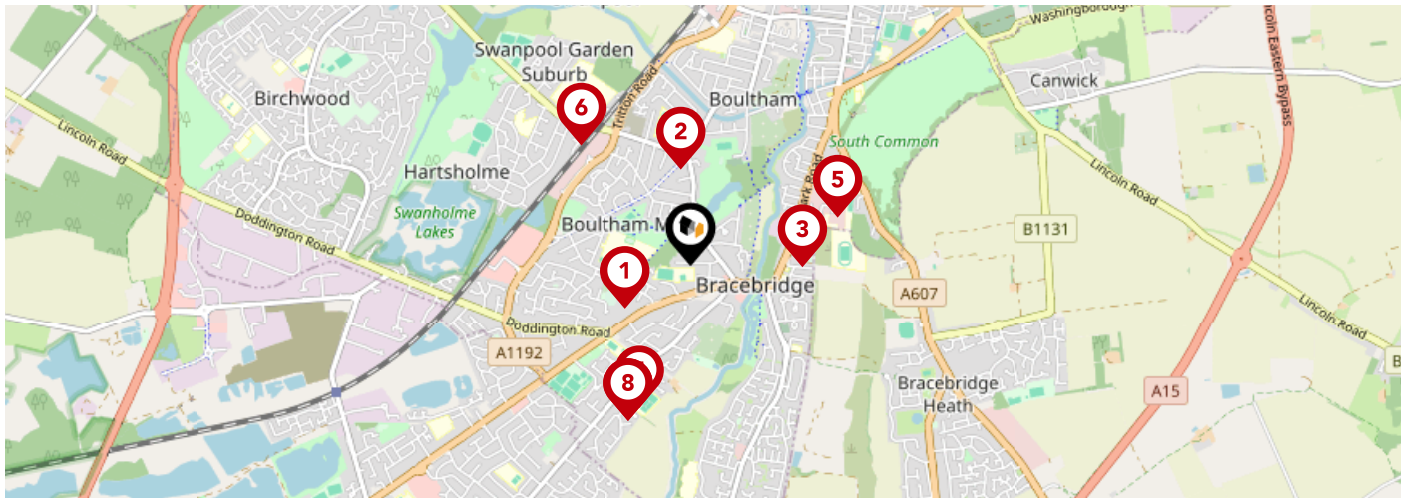 Washingborough
Lincoln Eastern Bypass
Swanpool Garden
Suburb
Birchwood
Tritton Road
Boultham
Canwick
6
2
South Common
Lincoln Road
Hartsholme
5
Lincoln Road
Swanholme
Lakes
Doddington Road
Boultham M
3
B1131
1
Bracebridge
A607
Lincoln Road
Doddington Road
A1192
8
Bracebridge
Heath
A15
B